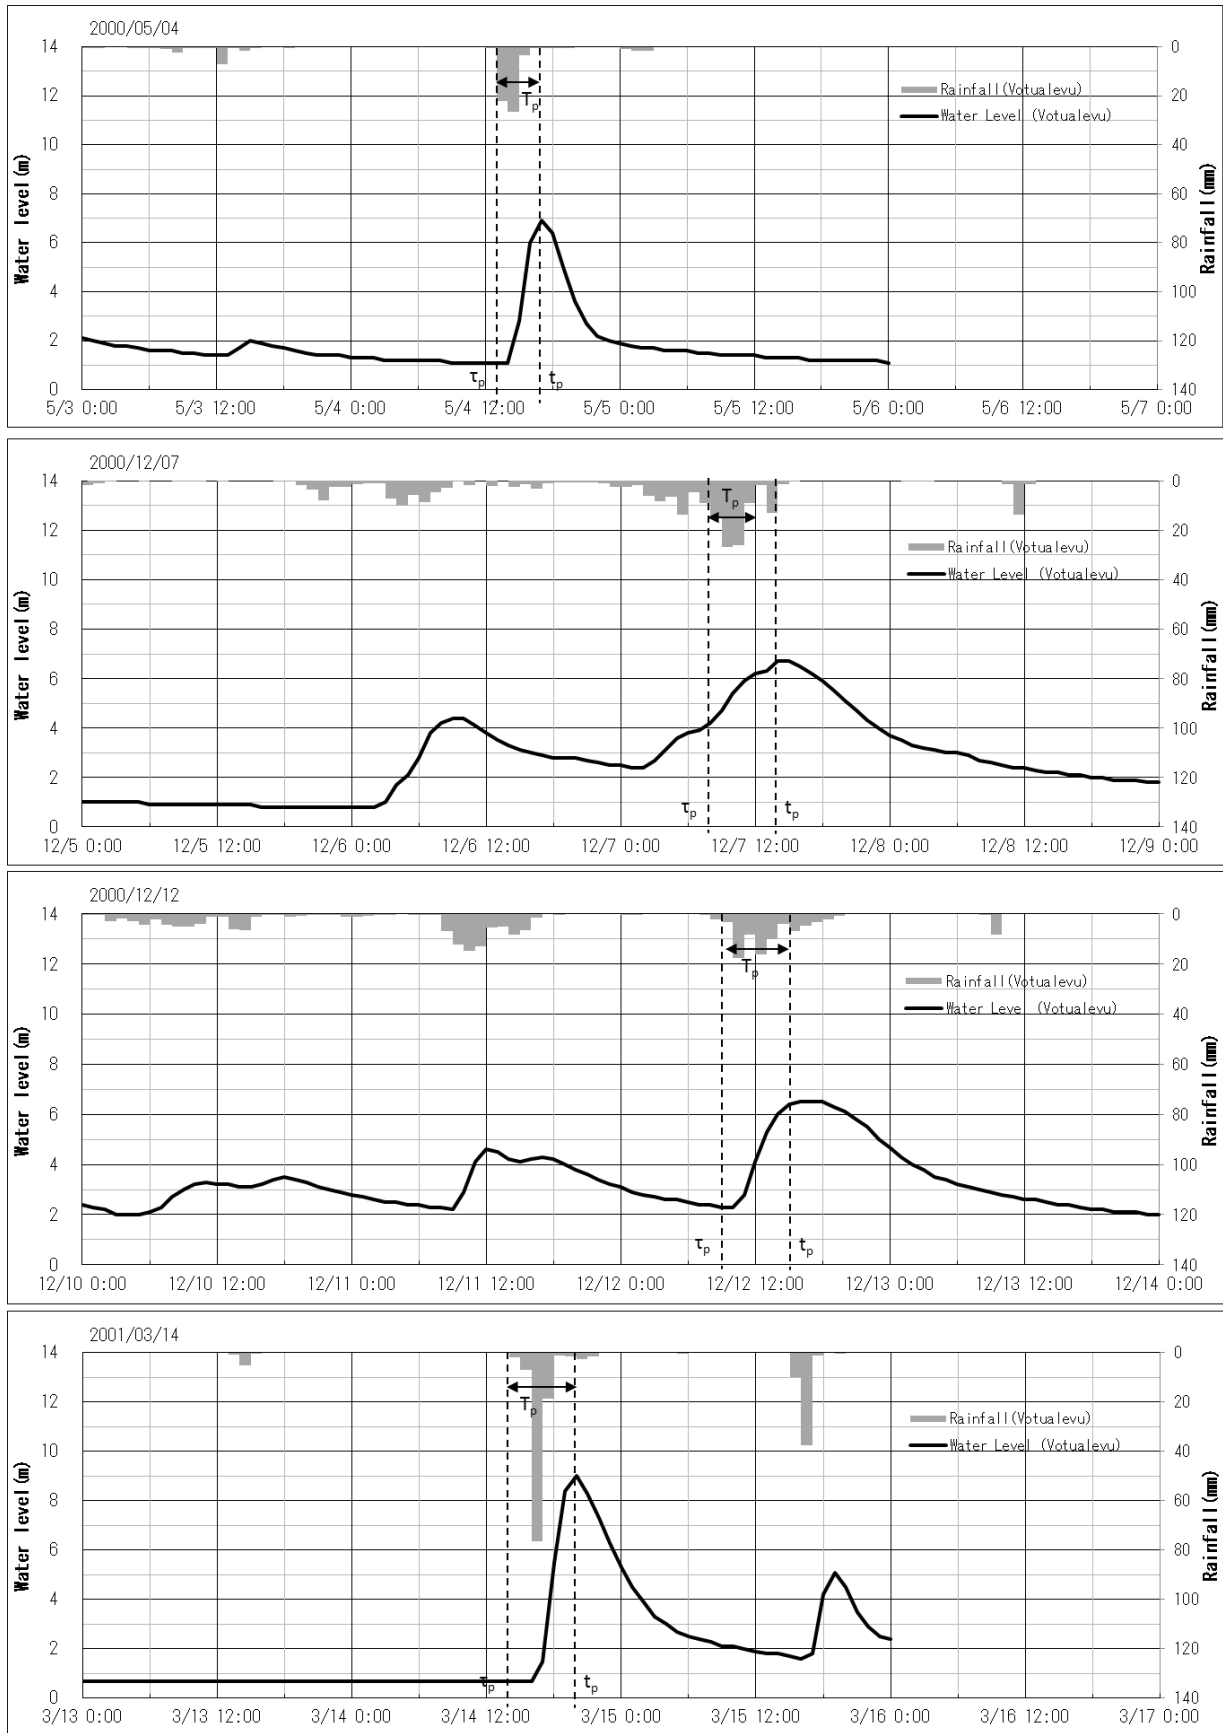 2000/05/04
14 0
Rainfall(Votualevu)
12 20
Tp
Water Level (Votualevu)
10 40
8 60
6 80
4 100
2 120
τp tp
0 140
Water level(m)
Rainfall(mm)
5/3 0:00 5/3 12:00 5/4 0:00 5/4 12:00 5/5 0:00 5/5 12:00 5/6 0:00 5/6 12:00 5/7 0:00
2000/12/07
14 0
Tp
12 20
Rainfall(Votualevu)
Water Level (Votualevu)
10 40
8 60
6 80
4 100
2 120
τp tp
0 140
Water level(m)
Rainfall(mm)
12/5 0:00 12/5 12:00 12/6 0:00 12/6 12:00 12/7 0:00 12/7 12:00 12/8 0:00 12/8 12:00 12/9 0:00
2000/12/12
14 0
12 20
Tp
Rainfall(Votualevu)
Water Level (Votualevu)
10 40
8 60
6 80
4 100
2 120
τp tp
0 140
Water level(m)
Rainfall(mm)
12/10 0:00 12/10 12:00 12/11 0:00 12/11 12:00 12/12 0:00 12/12 12:00 12/13 0:00 12/13 12:00 12/14 0:00
2001/03/14
14 0
12 20
Tp
Rainfall(Votualevu)
Water Level (Votualevu)
10 40
8 60
6 80
4 100
2 120
τp tp
0 140
Water level(m)
Rainfall(mm)
3/13 0:00 3/13 12:00 3/14 0:00 3/14 12:00 3/15 0:00 3/15 12:00 3/16 0:00 3/16 12:00 3/17 0:00